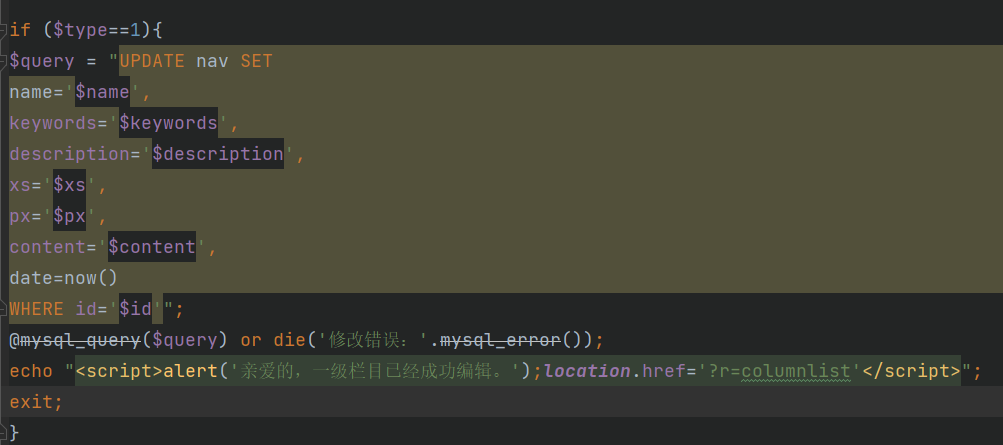 if ($type==1){
$query = "UPDATE nav SET
name='$name',
keywords='$keywords',
description='$description',
xs='$xs',
px='$px',
content='$content',
date=now()
WHERE id='$id'";
@mysql_query($query) or die('修改错误：'.mysql_error());
echo "<script>alert('亲爱的，一级栏目已经成功编辑。');location.href='?r=columnlist'</script>";
exit;
}